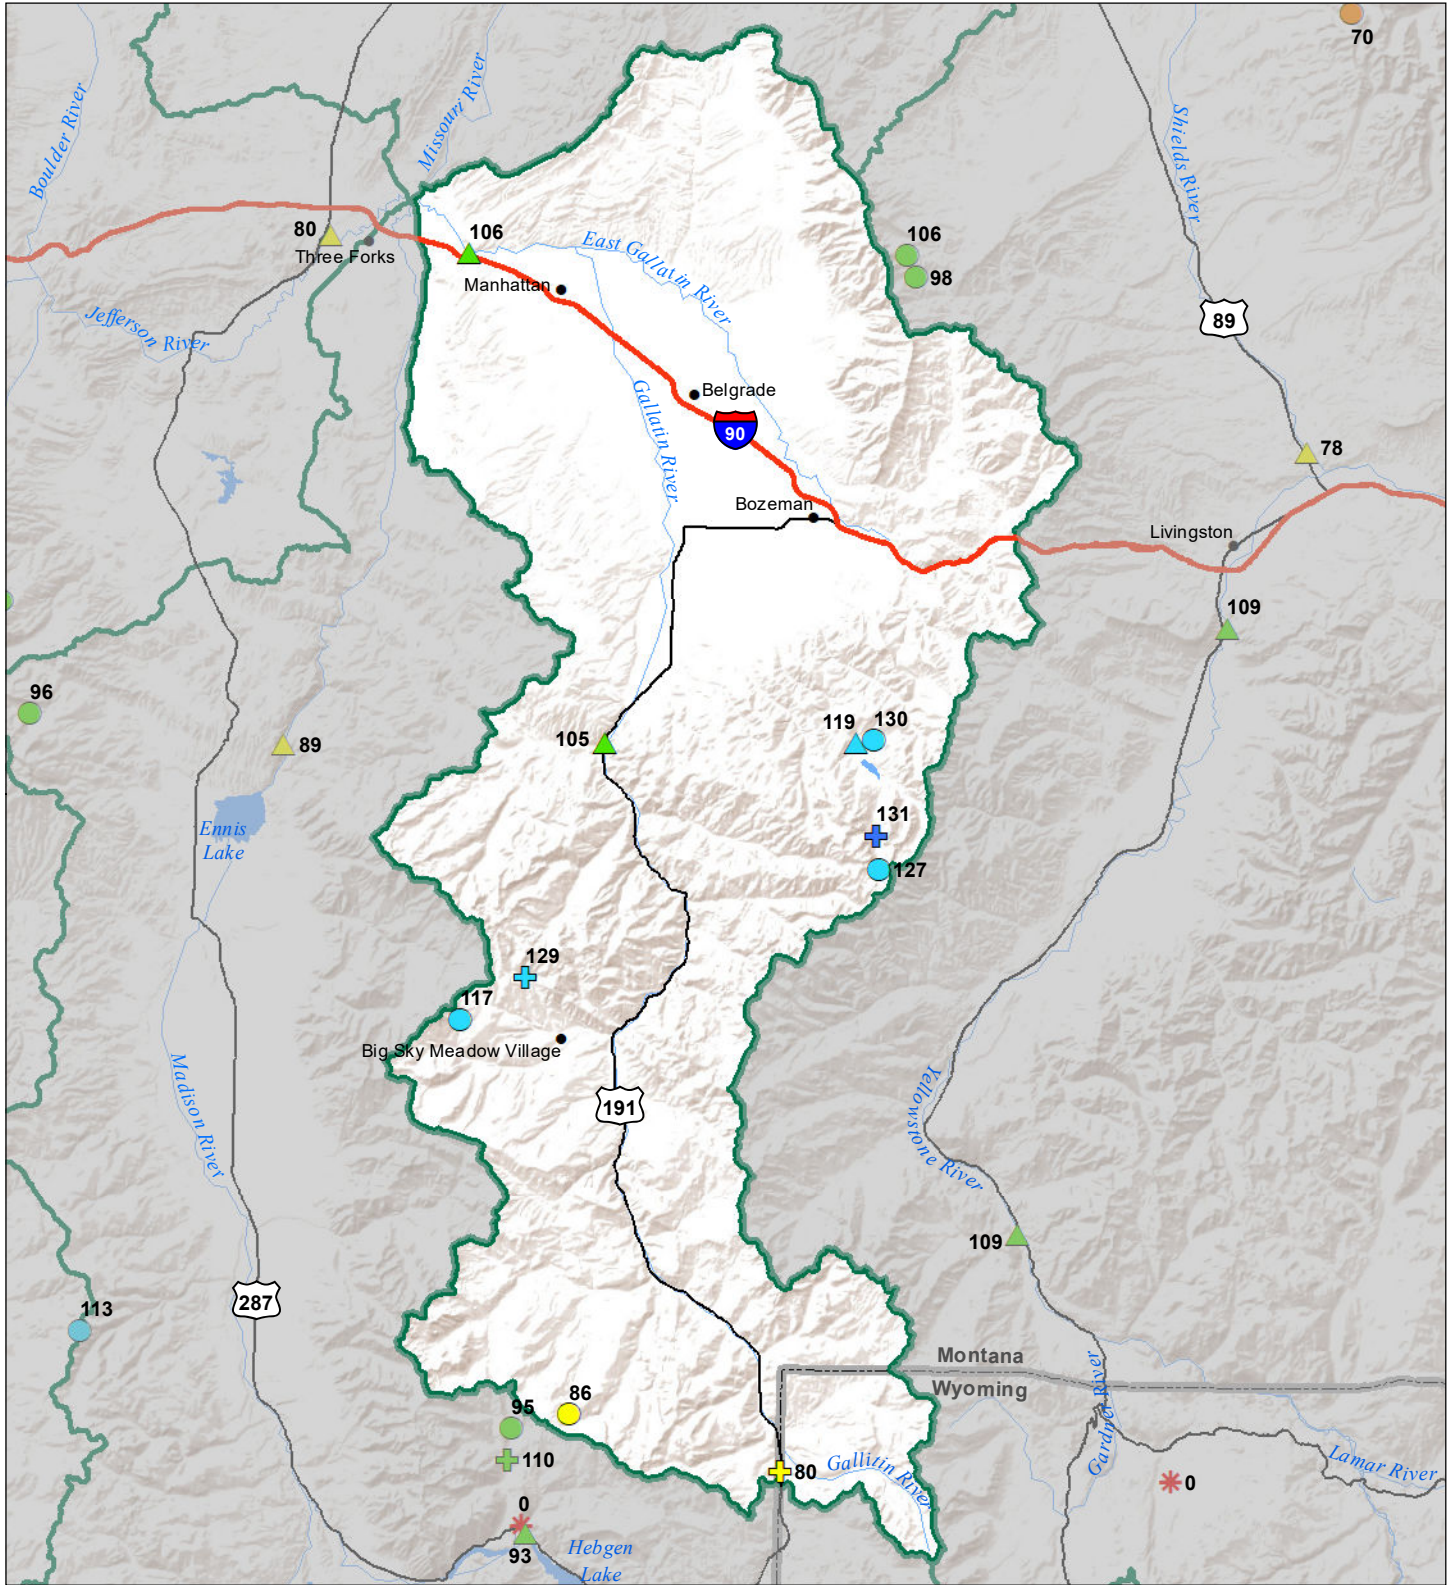 70
Boulder River
Missouri River
Shields River
80
Three Forks
106
Manhattan
East Gallatin River
106
98
89
Jefferson River
Belgrade
90
Gallatin River
78
Bozeman
Livingston
109
96
89
105
119
130
Ennis
Lake
131
127
129
117
Big Sky Meadow Village
191
Madison River
Yellowstone River
109
287
113
Montana
Wyoming
Gardner River
86
95
110
80
Gallitin River
Lamar River
0
0
93
Hebgen
Lake